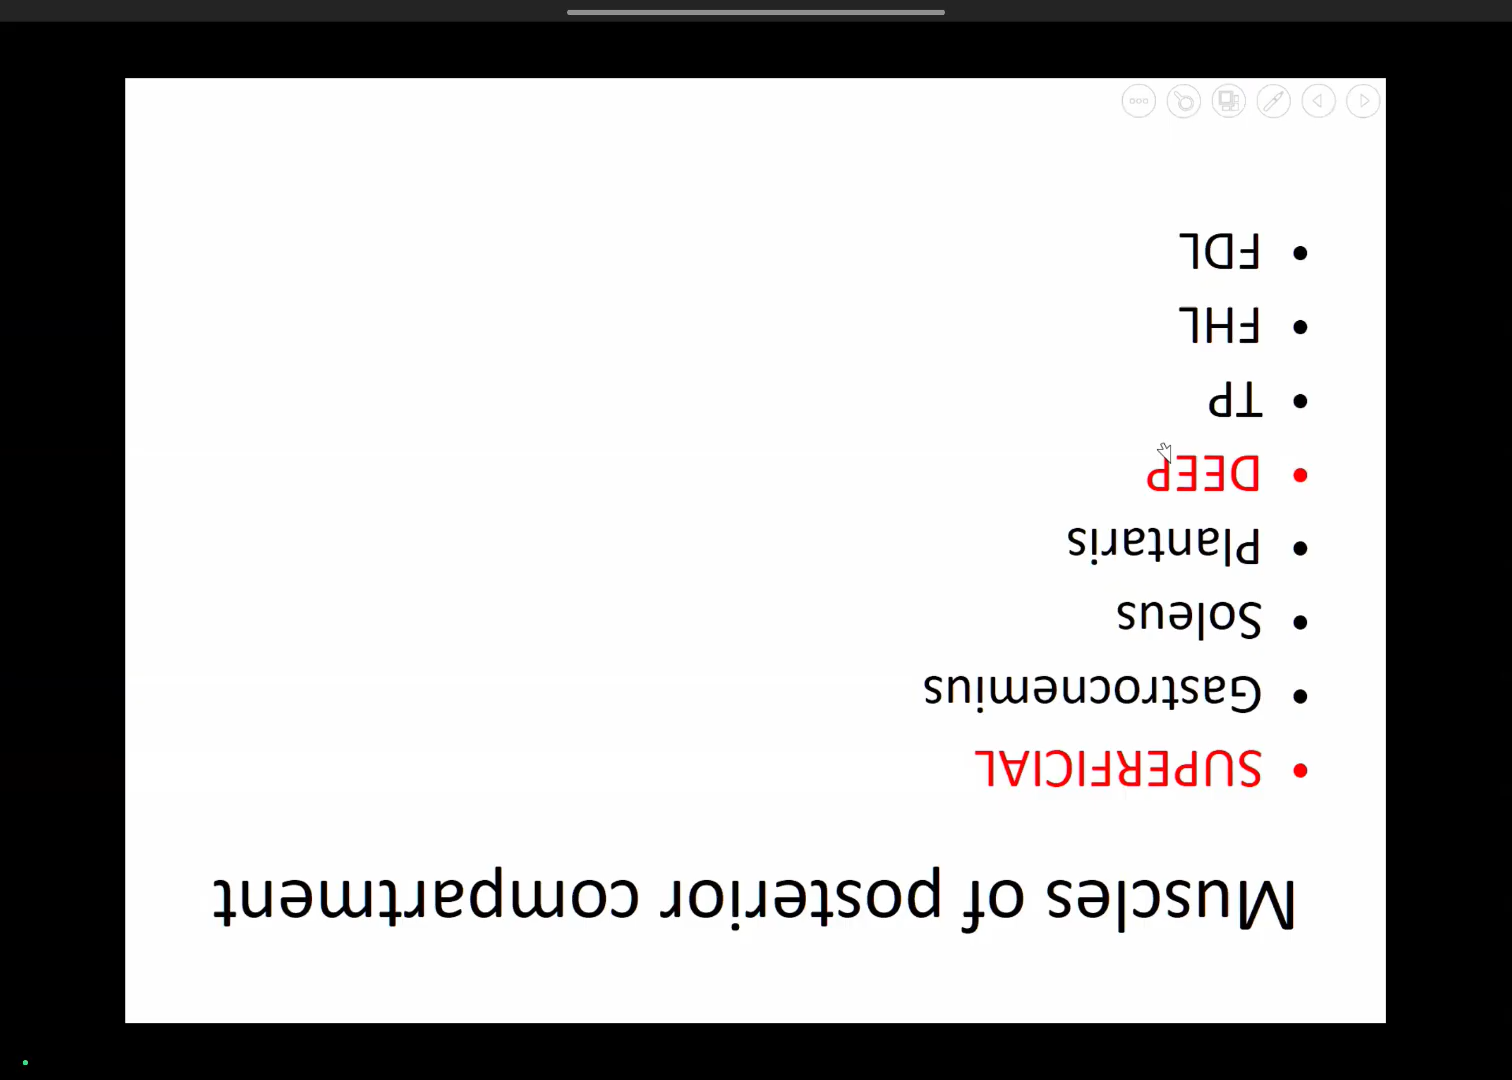 Muscles of posterior compartment
• SUPERFICIAL
• Gastrocnemius
• Soleus
• Plantaris
• DEEP
• TP
• FHL
• FDL